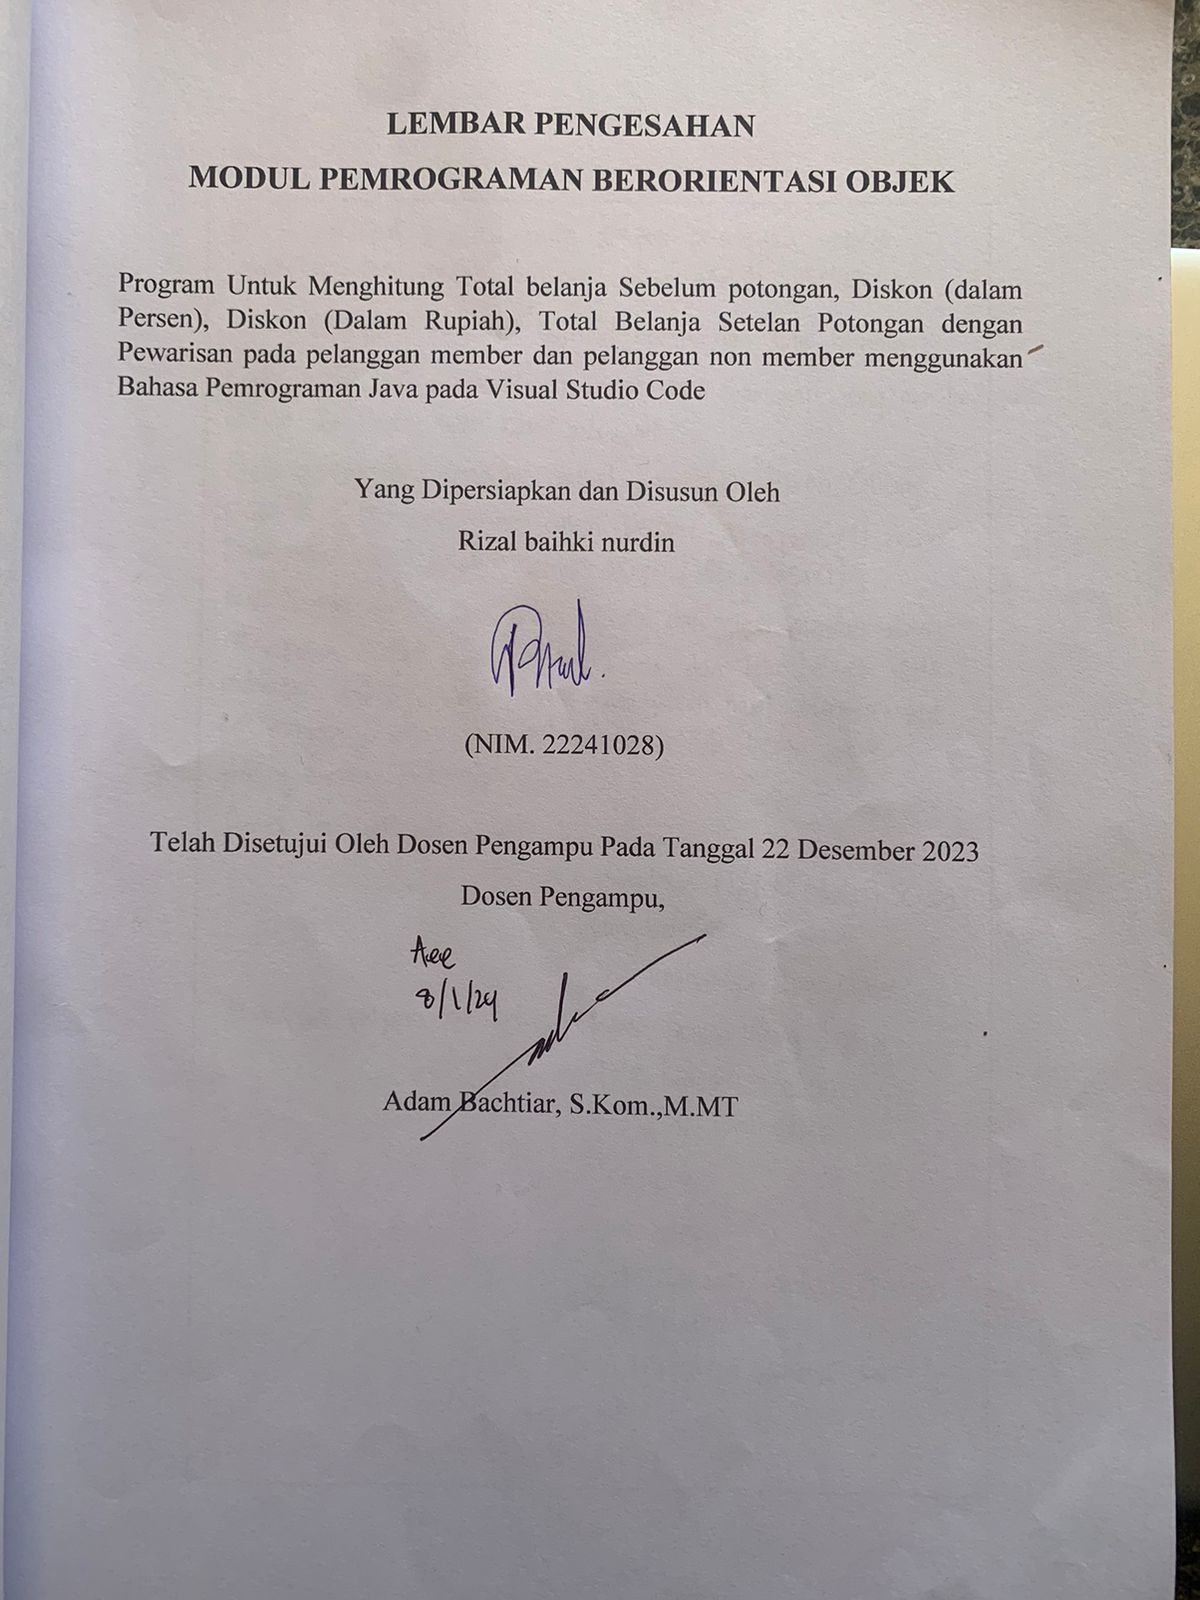 LEMBAR PENGESAHAN
MODUL PEMROGRAMAN BERORIENTASI OBJEK
Program Untuk Menghitung Total belanja Sebelum potongan, Diskon (dalam
Persen), Diskon (Dalam Rupiah), Total Belanja Setelan Potongan dengan
Pewarisan pada pelanggan member dan pelanggan non member menggunakan
Bahasa Pemrograman Java pada Visual Studio Code
Yang Dipersiapkan dan Disusun Oleh
Rizal baihki nurdin
(NIM. 22241028)
Telah Disetujui Oleh Dosen Pengampu Pada Tanggal 22 Desember 2023
Dosen Pengampu,
Acc
8/1/24
Adam Bachtiar, S.Kom.,M.MT